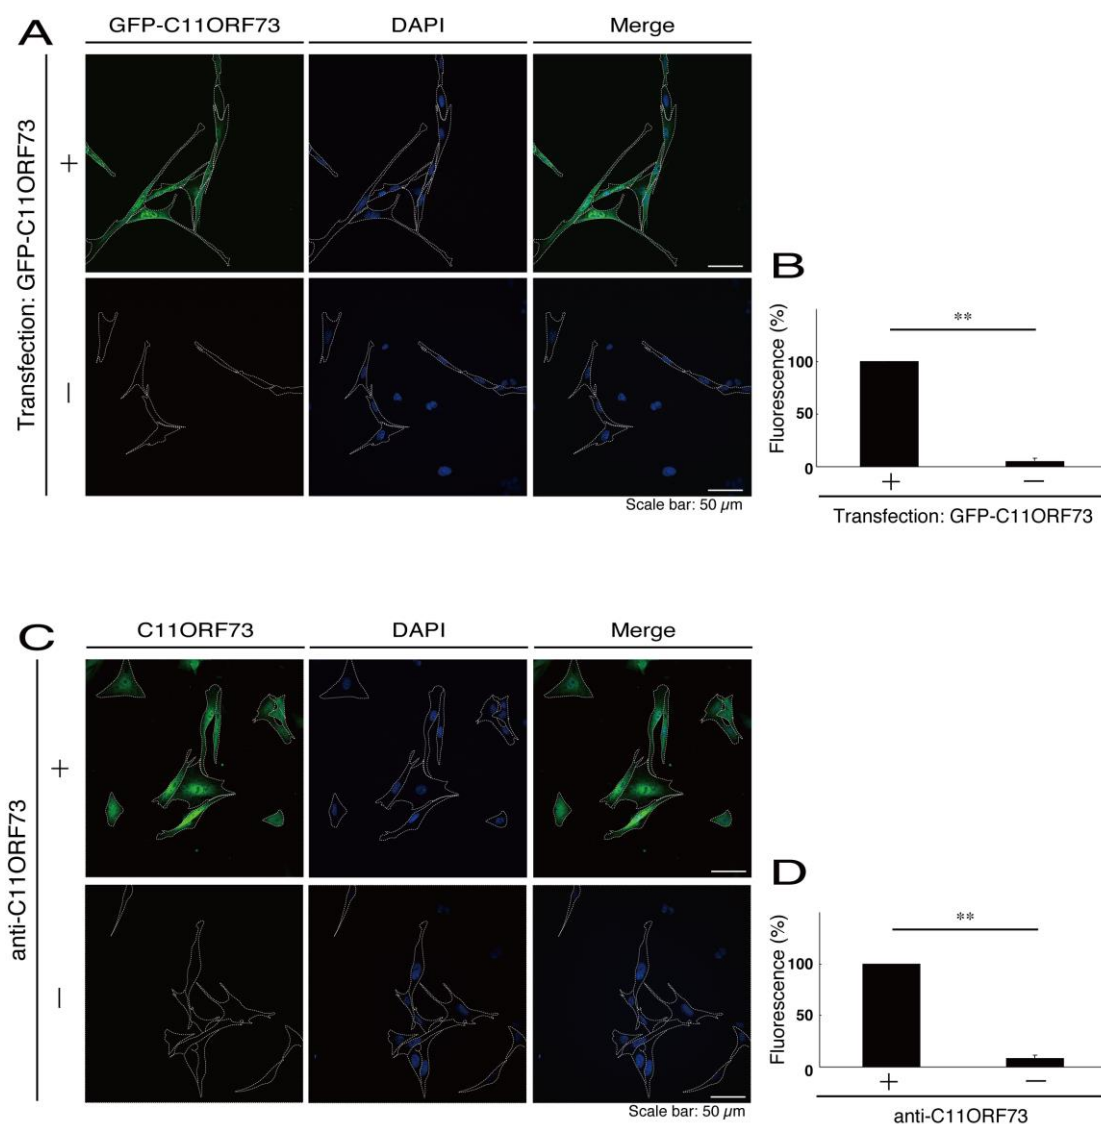 A
GFP-C11ORF73
DAPI
Merge
Transfection: GFP-C11ORF73
+
−
Scale bar: 50 µm
B
Fluorescence (%)
100
50
0
**
+
−
Transfection: GFP-C11ORF73
C
C11ORF73
DAPI
Merge
anti-C11ORF73
+
−
Scale bar: 50 µm
D
Fluorescence (%)
100
50
0
**
+
−
anti-C11ORF73